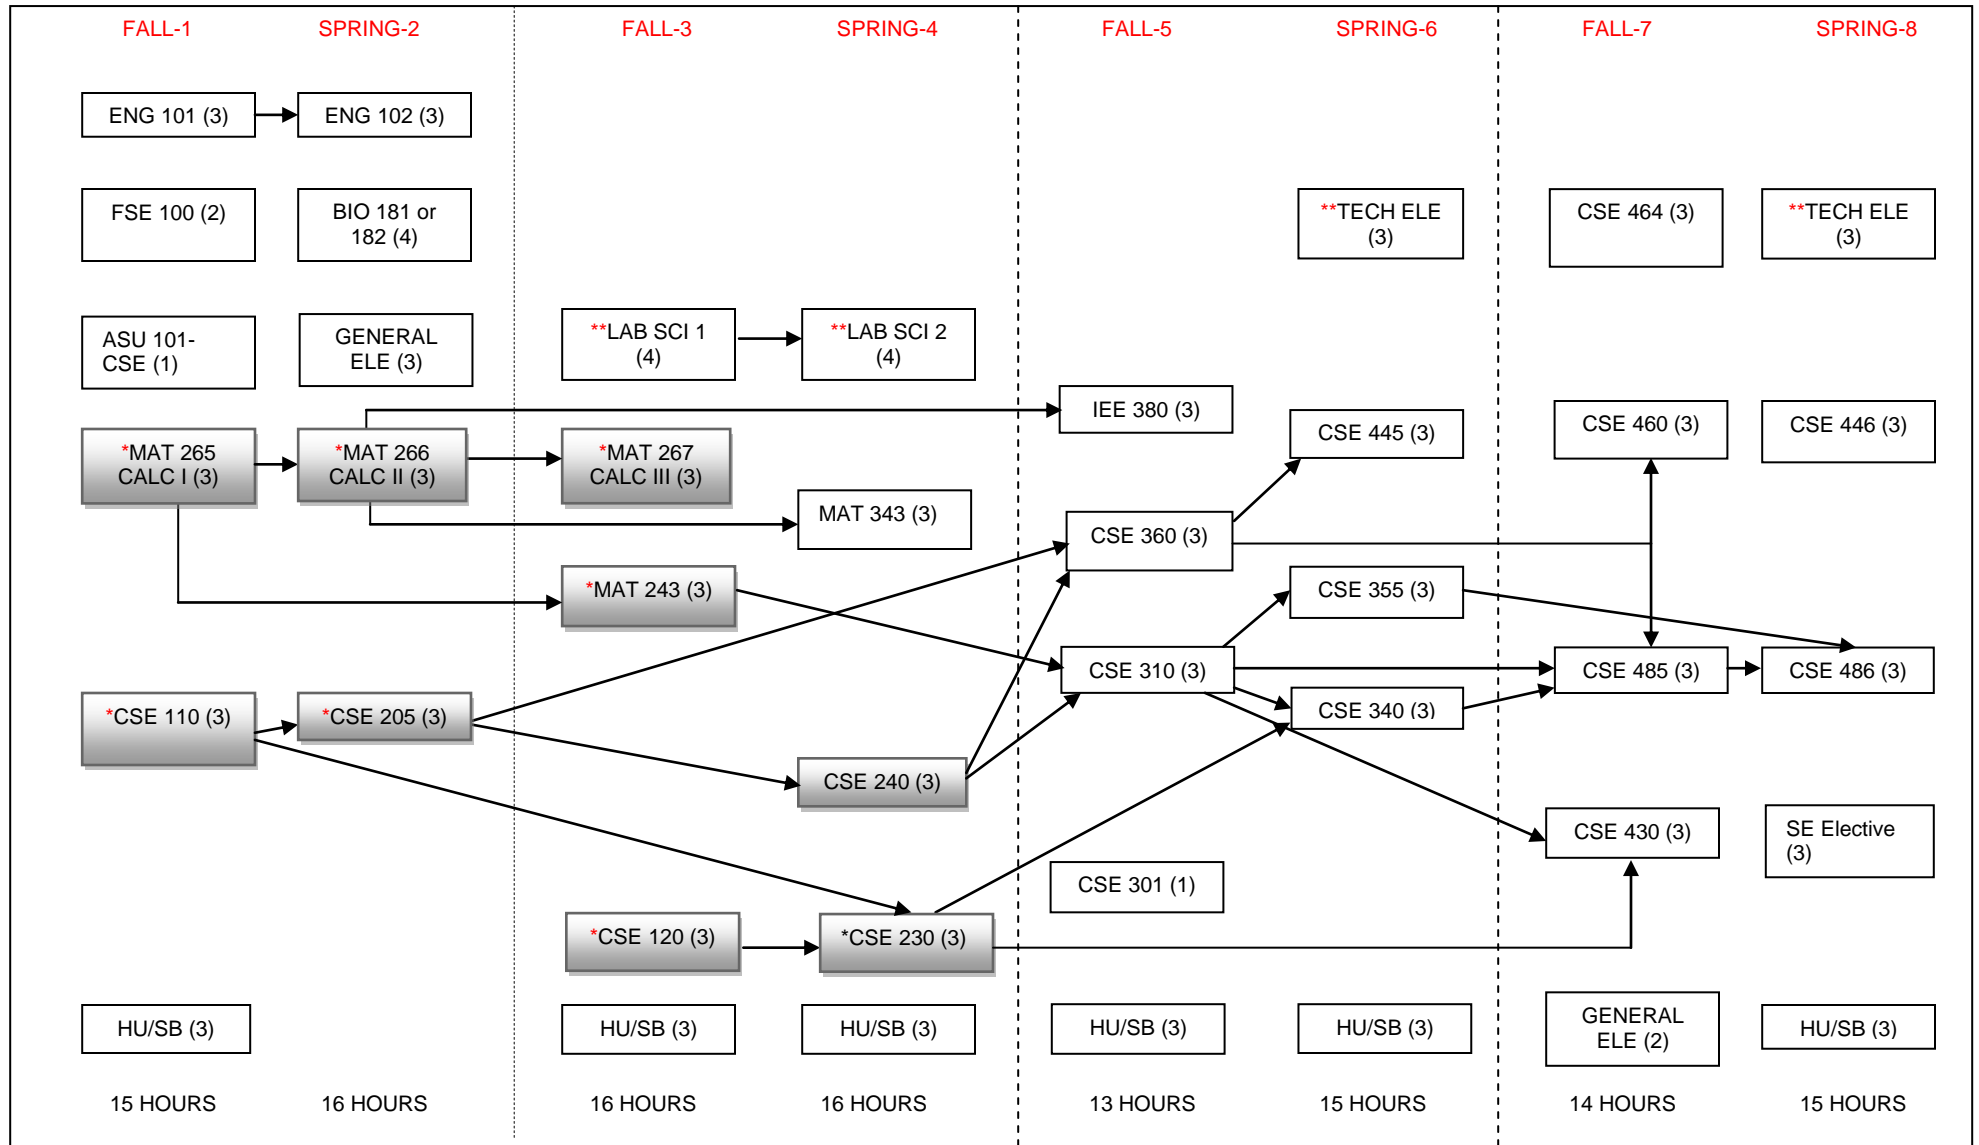 FALL-1
SPRING-2
FALL-3
SPRING-4
FALL-5
SPRING-6
FALL-7
SPRING-8
ENG 101 (3)
ENG 102 (3)
FSE 100 (2)
BIO 181 or
182 (4)
**TECH ELE
(3)
CSE 464 (3)
**TECH ELE
(3)
ASU 101-
CSE (1)
GENERAL
ELE (3)
**LAB SCI 1
(4)
**LAB SCI 2
(4)
IEE 380 (3)
CSE 445 (3)
CSE 460 (3)
CSE 446 (3)
*MAT 265
CALC I (3)
*MAT 266
CALC II (3)
*MAT 267
CALC III (3)
MAT 343 (3)
CSE 360 (3)
*MAT 243 (3)
CSE 355 (3)
CSE 310 (3)
CSE 485 (3)
CSE 486 (3)
*CSE 110 (3)
*CSE 205 (3)
CSE 340 (3)
CSE 240 (3)
CSE 430 (3)
SE Elective
(3)
CSE 301 (1)
*CSE 120 (3)
*CSE 230 (3)
HU/SB (3)
HU/SB (3)
HU/SB (3)
HU/SB (3)
HU/SB (3)
GENERAL
ELE (2)
HU/SB (3)
15 HOURS
16 HOURS
16 HOURS
16 HOURS
13 HOURS
15 HOURS
14 HOURS
15 HOURS